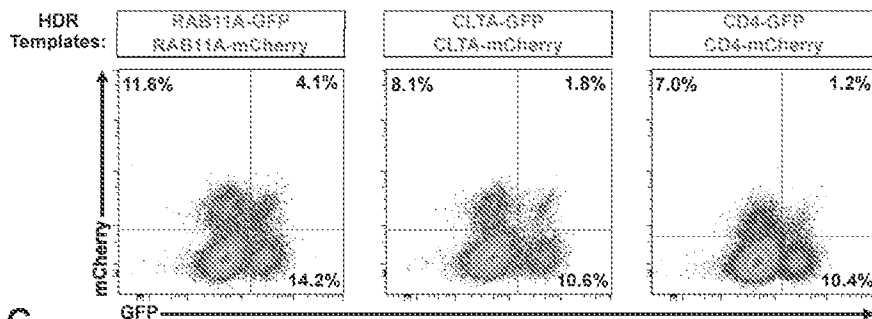 HDR
Templates:
RAB11A-GFP
RAB11A-mCherry
CLTA-GFP
CLTA-mCherry
CD4-GFP
CD4-mCherry
11.6% 4.1%
8.1% 1.8%
7.0% 1.2%
mCherry
14.2%
10.6%
10.4%
GFP
C